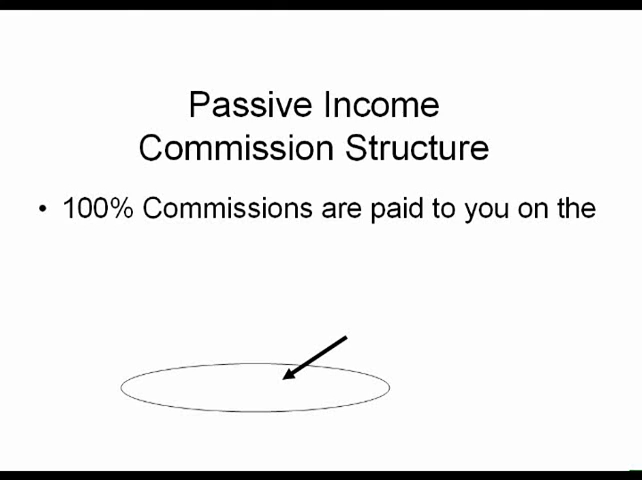 Passive Income
Commission Structure
• 100% Commissions are paid to you on the